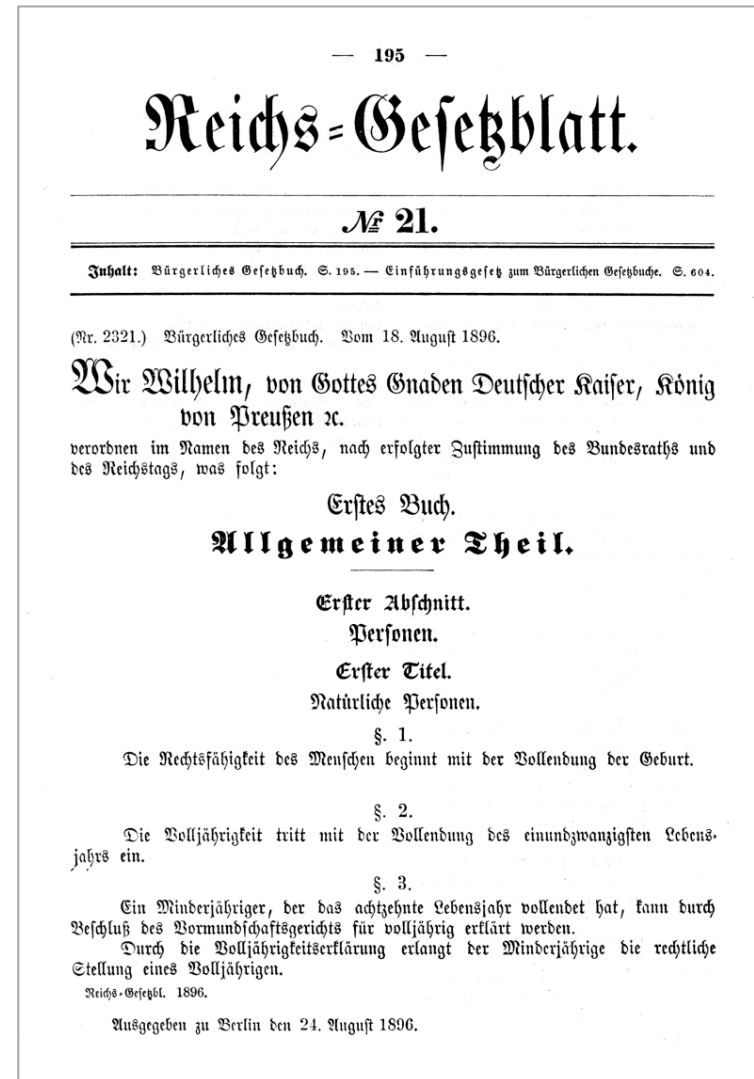 — 195 —
Reichs-Gesetzblatt.
№ 21.
Inhalt: Bürgerliches Gesetzbuch. S. 195. — Einführungsgesetz zum Bürgerlichen Gesetzbuche. S. 604.
(Nr. 2321.) Bürgerliches Gesetzbuch. Vom 18. August 1896.
Wir Wilhelm, von Gottes Gnaden Deutscher Kaiser, König
von Preußen ꝛc.
verordnen im Namen des Reichs, nach erfolgter Zustimmung des Bundesraths und
des Reichstags, was folgt:
Erstes Buch.
Allgemeiner Theil.
Erster Abschnitt.
Personen.
Erster Titel.
Natürliche Personen.
§. 1.
Die Rechtsfähigkeit des Menschen beginnt mit der Vollendung der Geburt.
§. 2.
Die Volljährigkeit tritt mit der Vollendung des einundzwanzigsten Lebens-
jahrs ein.
§. 3.
Ein Minderjähriger, der das achtzehnte Lebensjahr vollendet hat, kann durch
Beschluß des Vormundschaftsgerichts für volljährig erklärt werden.
Durch die Volljährigkeitserklärung erlangt der Minderjährige die rechtliche
Stellung eines Volljährigen.
Reichs-Gesetzbl. 1896.
Ausgegeben zu Berlin den 24. August 1896.